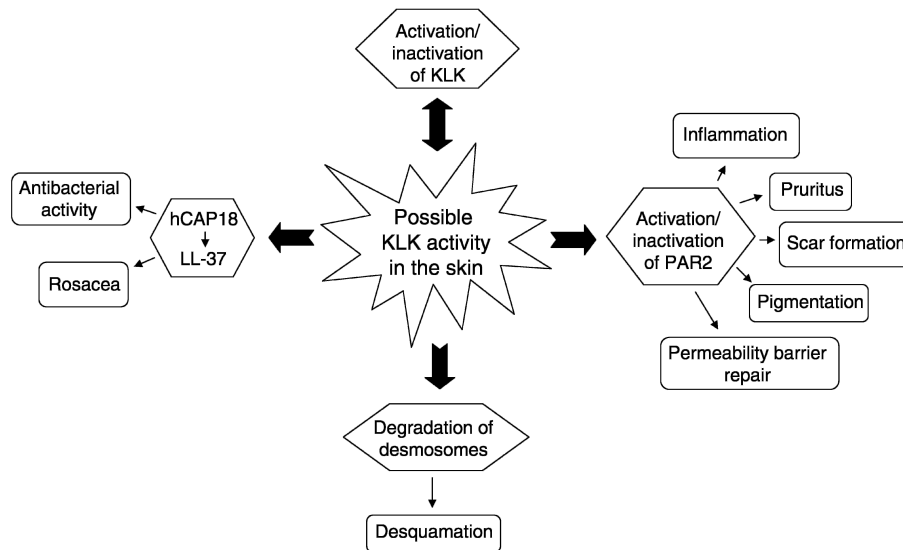 Activation/
inactivation
of KLK
Inflammation
Antibacterial
activity
hCAP18
LL-37
Rosacea
Possible
KLK activity
in the skin
Activation/
inactivation
of PAR2
Pruritus
Scar formation
Pigmentation
Permeability barrier
repair
Degradation of
desmosomes
Desquamation